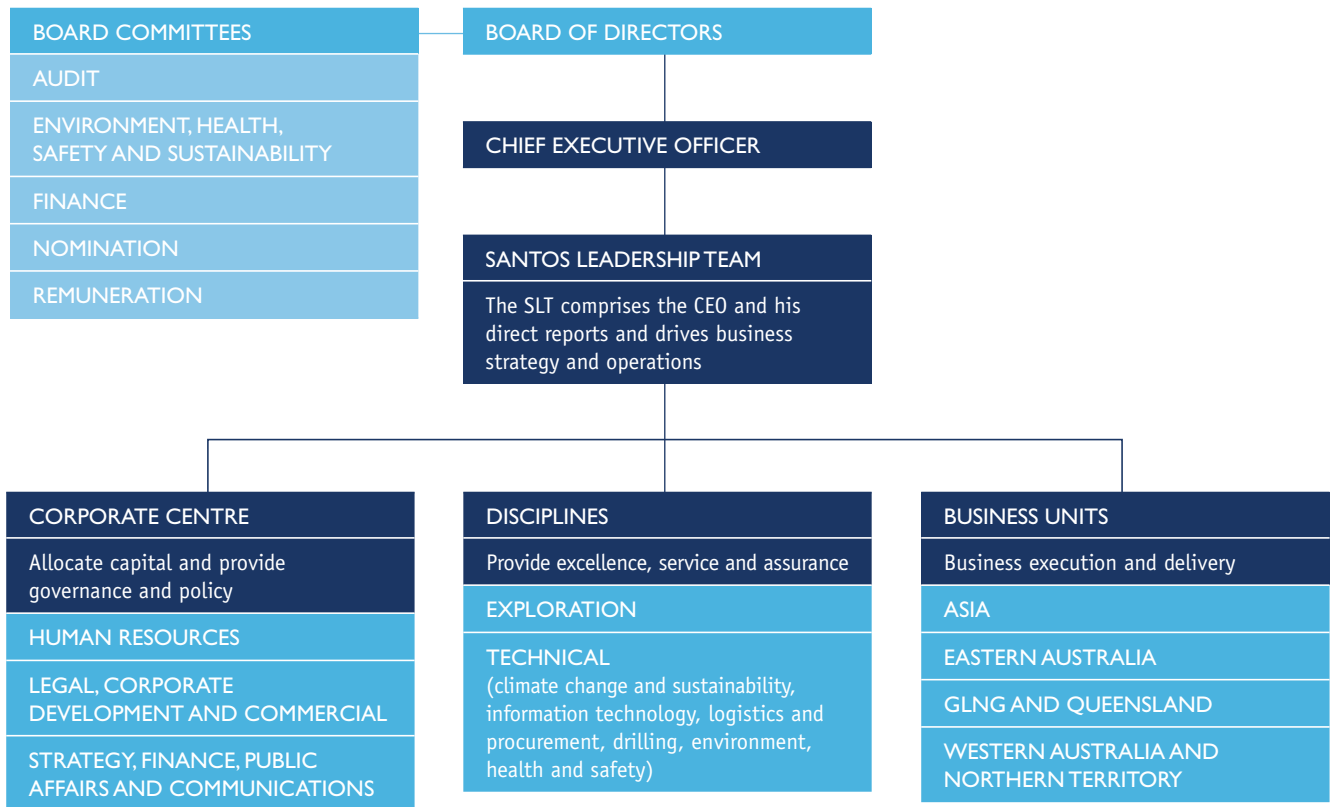 BOARD COMMITTEES
AUDIT
ENVIRONMENT, HEALTH,
SAFETY AND SUSTAINABILITY
FINANCE
NOMINATION
REMUNERATION
BOARD OF DIRECTORS
CHIEF EXECUTIVE OFFICER
SANTOS LEADERSHIP TEAM
The SLT comprises the CEO and his
direct reports and drives business
strategy and operations
CORPORATE CENTRE
Allocate capital and provide
governance and policy
HUMAN RESOURCES
LEGAL, CORPORATE
DEVELOPMENT AND COMMERCIAL
STRATEGY, FINANCE, PUBLIC
AFFAIRS AND COMMUNICATIONS
DISCIPLINES
Provide excellence, service and assurance
EXPLORATION
TECHNICAL
(climate change and sustainability,
information technology, logistics and
procurement, drilling, environment,
health and safety)
BUSINESS UNITS
Business execution and delivery
ASIA
EASTERN AUSTRALIA
GLNG AND QUEENSLAND
WESTERN AUSTRALIA AND
NORTHERN TERRITORY